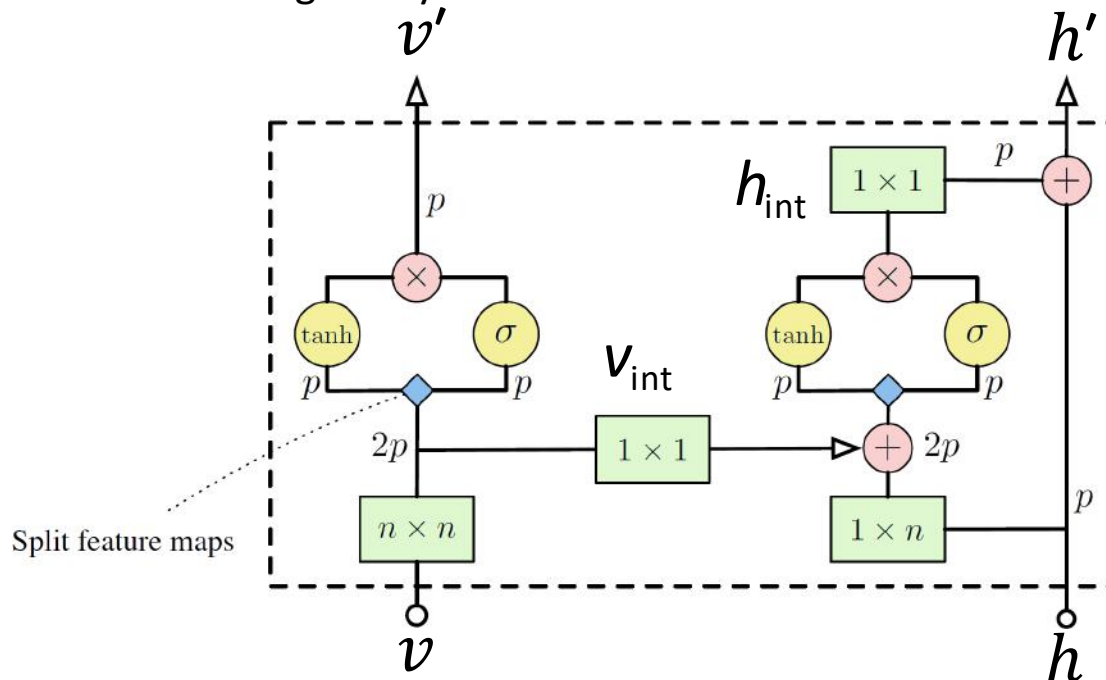 v′
h′
p
1 × 1
p
+
h_int
×
×
tanh
σ
tanh
σ
v_int
p
p
p
p
2p
1 × 1
+
2p
n × n
1 × n
p
Split feature maps
v
h